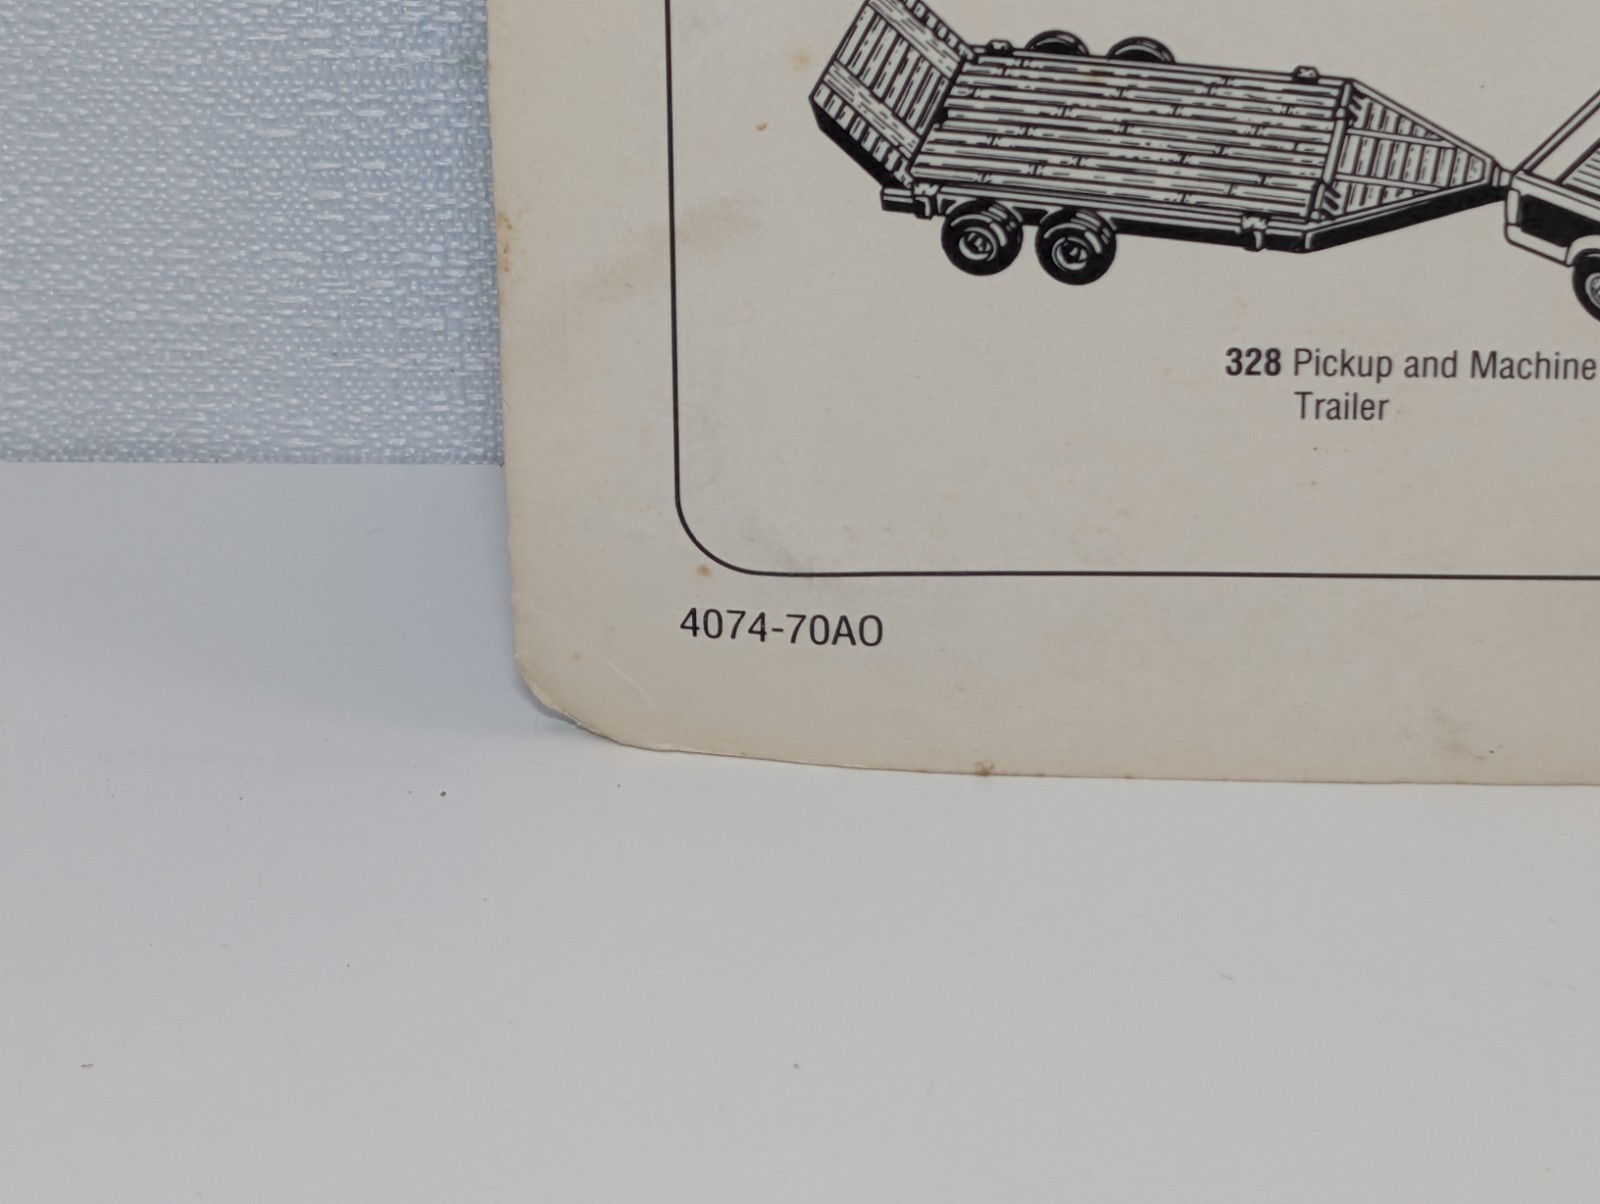 328 Pickup and Machine
Trailer
4074-70AO